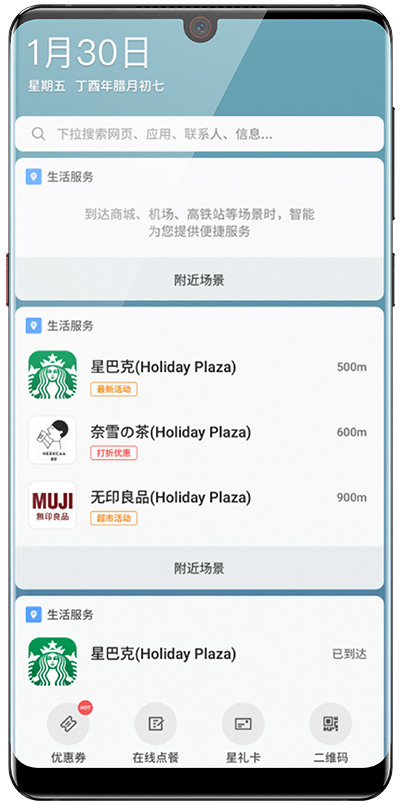 1月30日
星期五 丁酉年腊月初七
下拉搜索网页、应用、联系人、信息...
生活服务
到达商城、机场、高铁站等场景时，智能
为您提供便捷服务
附近场景
生活服务
星巴克(Holiday Plaza)
500m
最新活动
奈雪の茶(Holiday Plaza)
600m
打折优惠
MUJI
無印良品
无印良品(Holiday Plaza)
900m
超市活动
附近场景
生活服务
星巴克(Holiday Plaza)
已到达
HOT
优惠券
在线点餐
星礼卡
二维码